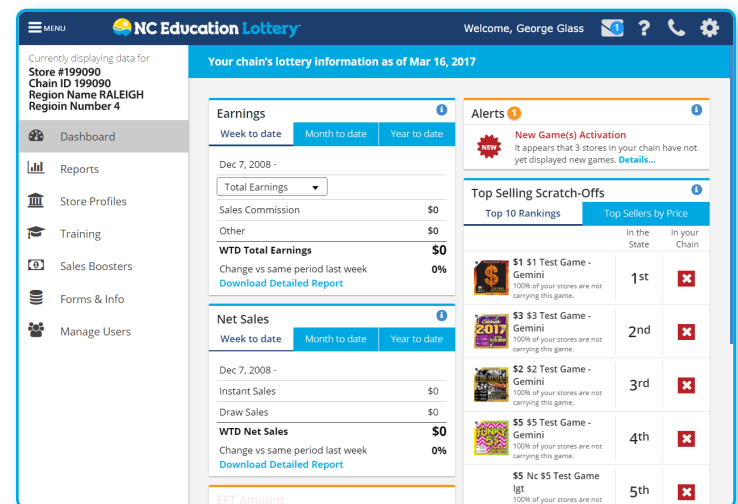 MENU
NC Education Lottery
Welcome, George Glass
1
?
Currently displaying data for
Store #199090
Chain ID 199090
Region Name RALEIGH
Regioin Number 4
Dashboard
Reports
Store Profiles
Training
Sales Boosters
Forms & Info
Manage Users
Your chain's lottery information as of Mar 16, 2017
Earnings
Week to date Month to date Year to date
Dec 7, 2008 -
Total Earnings
Sales Commission $0
Other $0
WTD Total Earnings $0
Change vs same period last week 0%
Download Detailed Report
Net Sales
Week to date Month to date Year to date
Dec 7, 2008 -
Instant Sales $0
Draw Sales $0
WTD Net Sales $0
Change vs same period last week 0%
Download Detailed Report
EFT Amount
Alerts 1
NEW
New Game(s) Activation
It appears that 3 stores in your chain have not
yet displayed new games. Details...
Top Selling Scratch-Offs
Top 10 Rankings Top Sellers by Price
In the In your
State Chain
$1 $1 Test Game -
Gemini
100% of your stores are not
carrying this game.
1st
$3 $3 Test Game -
Gemini
100% of your stores are not
carrying this game.
2nd
2017
$2 $2 Test Game -
Gemini
100% of your stores are not
carrying this game.
3rd
$5 $5 Test Game -
Gemini
100% of your stores are not
carrying this game.
4th
FUNKY
5s
$5 Nc $5 Test Game
Igt
100% of your stores are not
5th